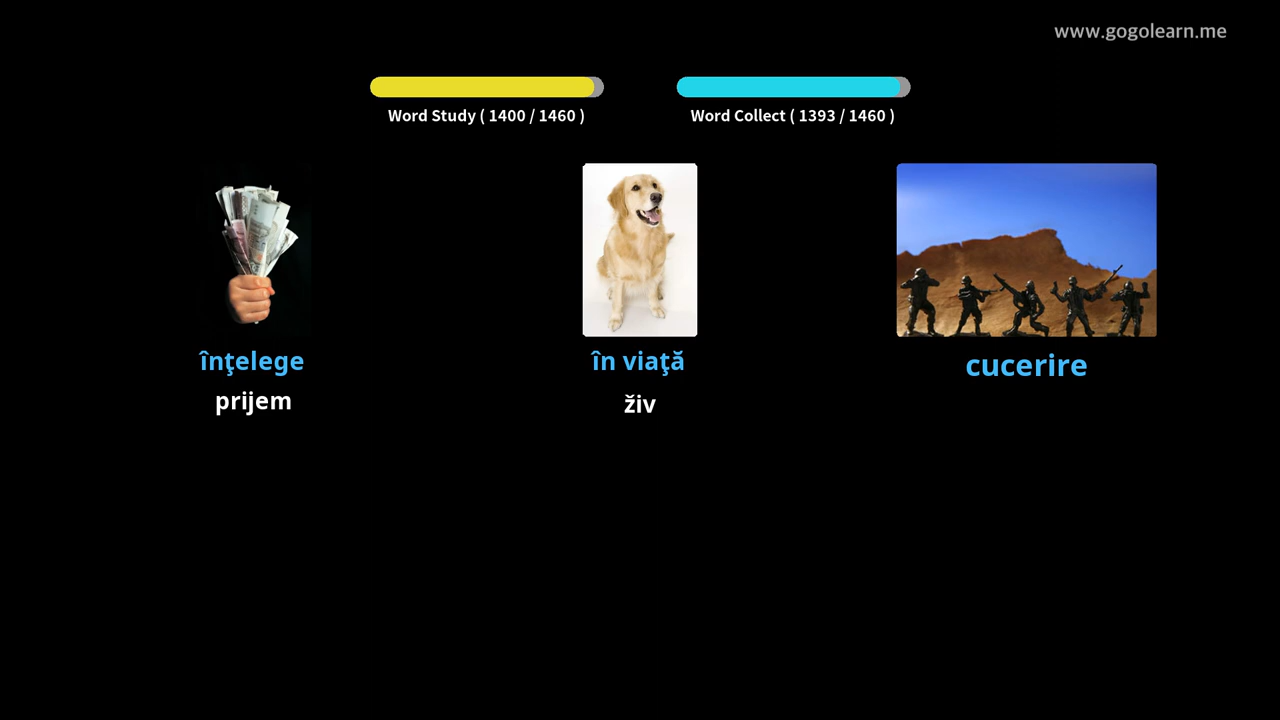 www.gogolearn.me
Word Study ( 1400 / 1460 )
Word Collect ( 1393 / 1460 )
înţelege
în viaţă
cucerire
prijem
živ